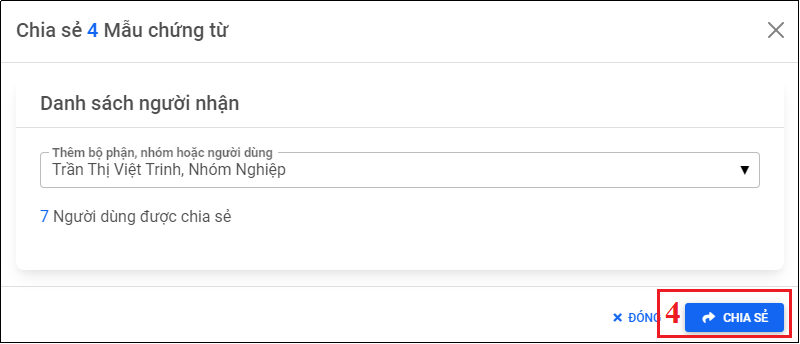 Chia sẻ 4 Mẫu chứng từ
Danh sách người nhận
Thêm bộ phận, nhóm hoặc người dùng
Trần Thị Việt Trinh, Nhóm Nghiệp
7 Người dùng được chia sẻ
ĐÓNG 4 CHIA SẺ